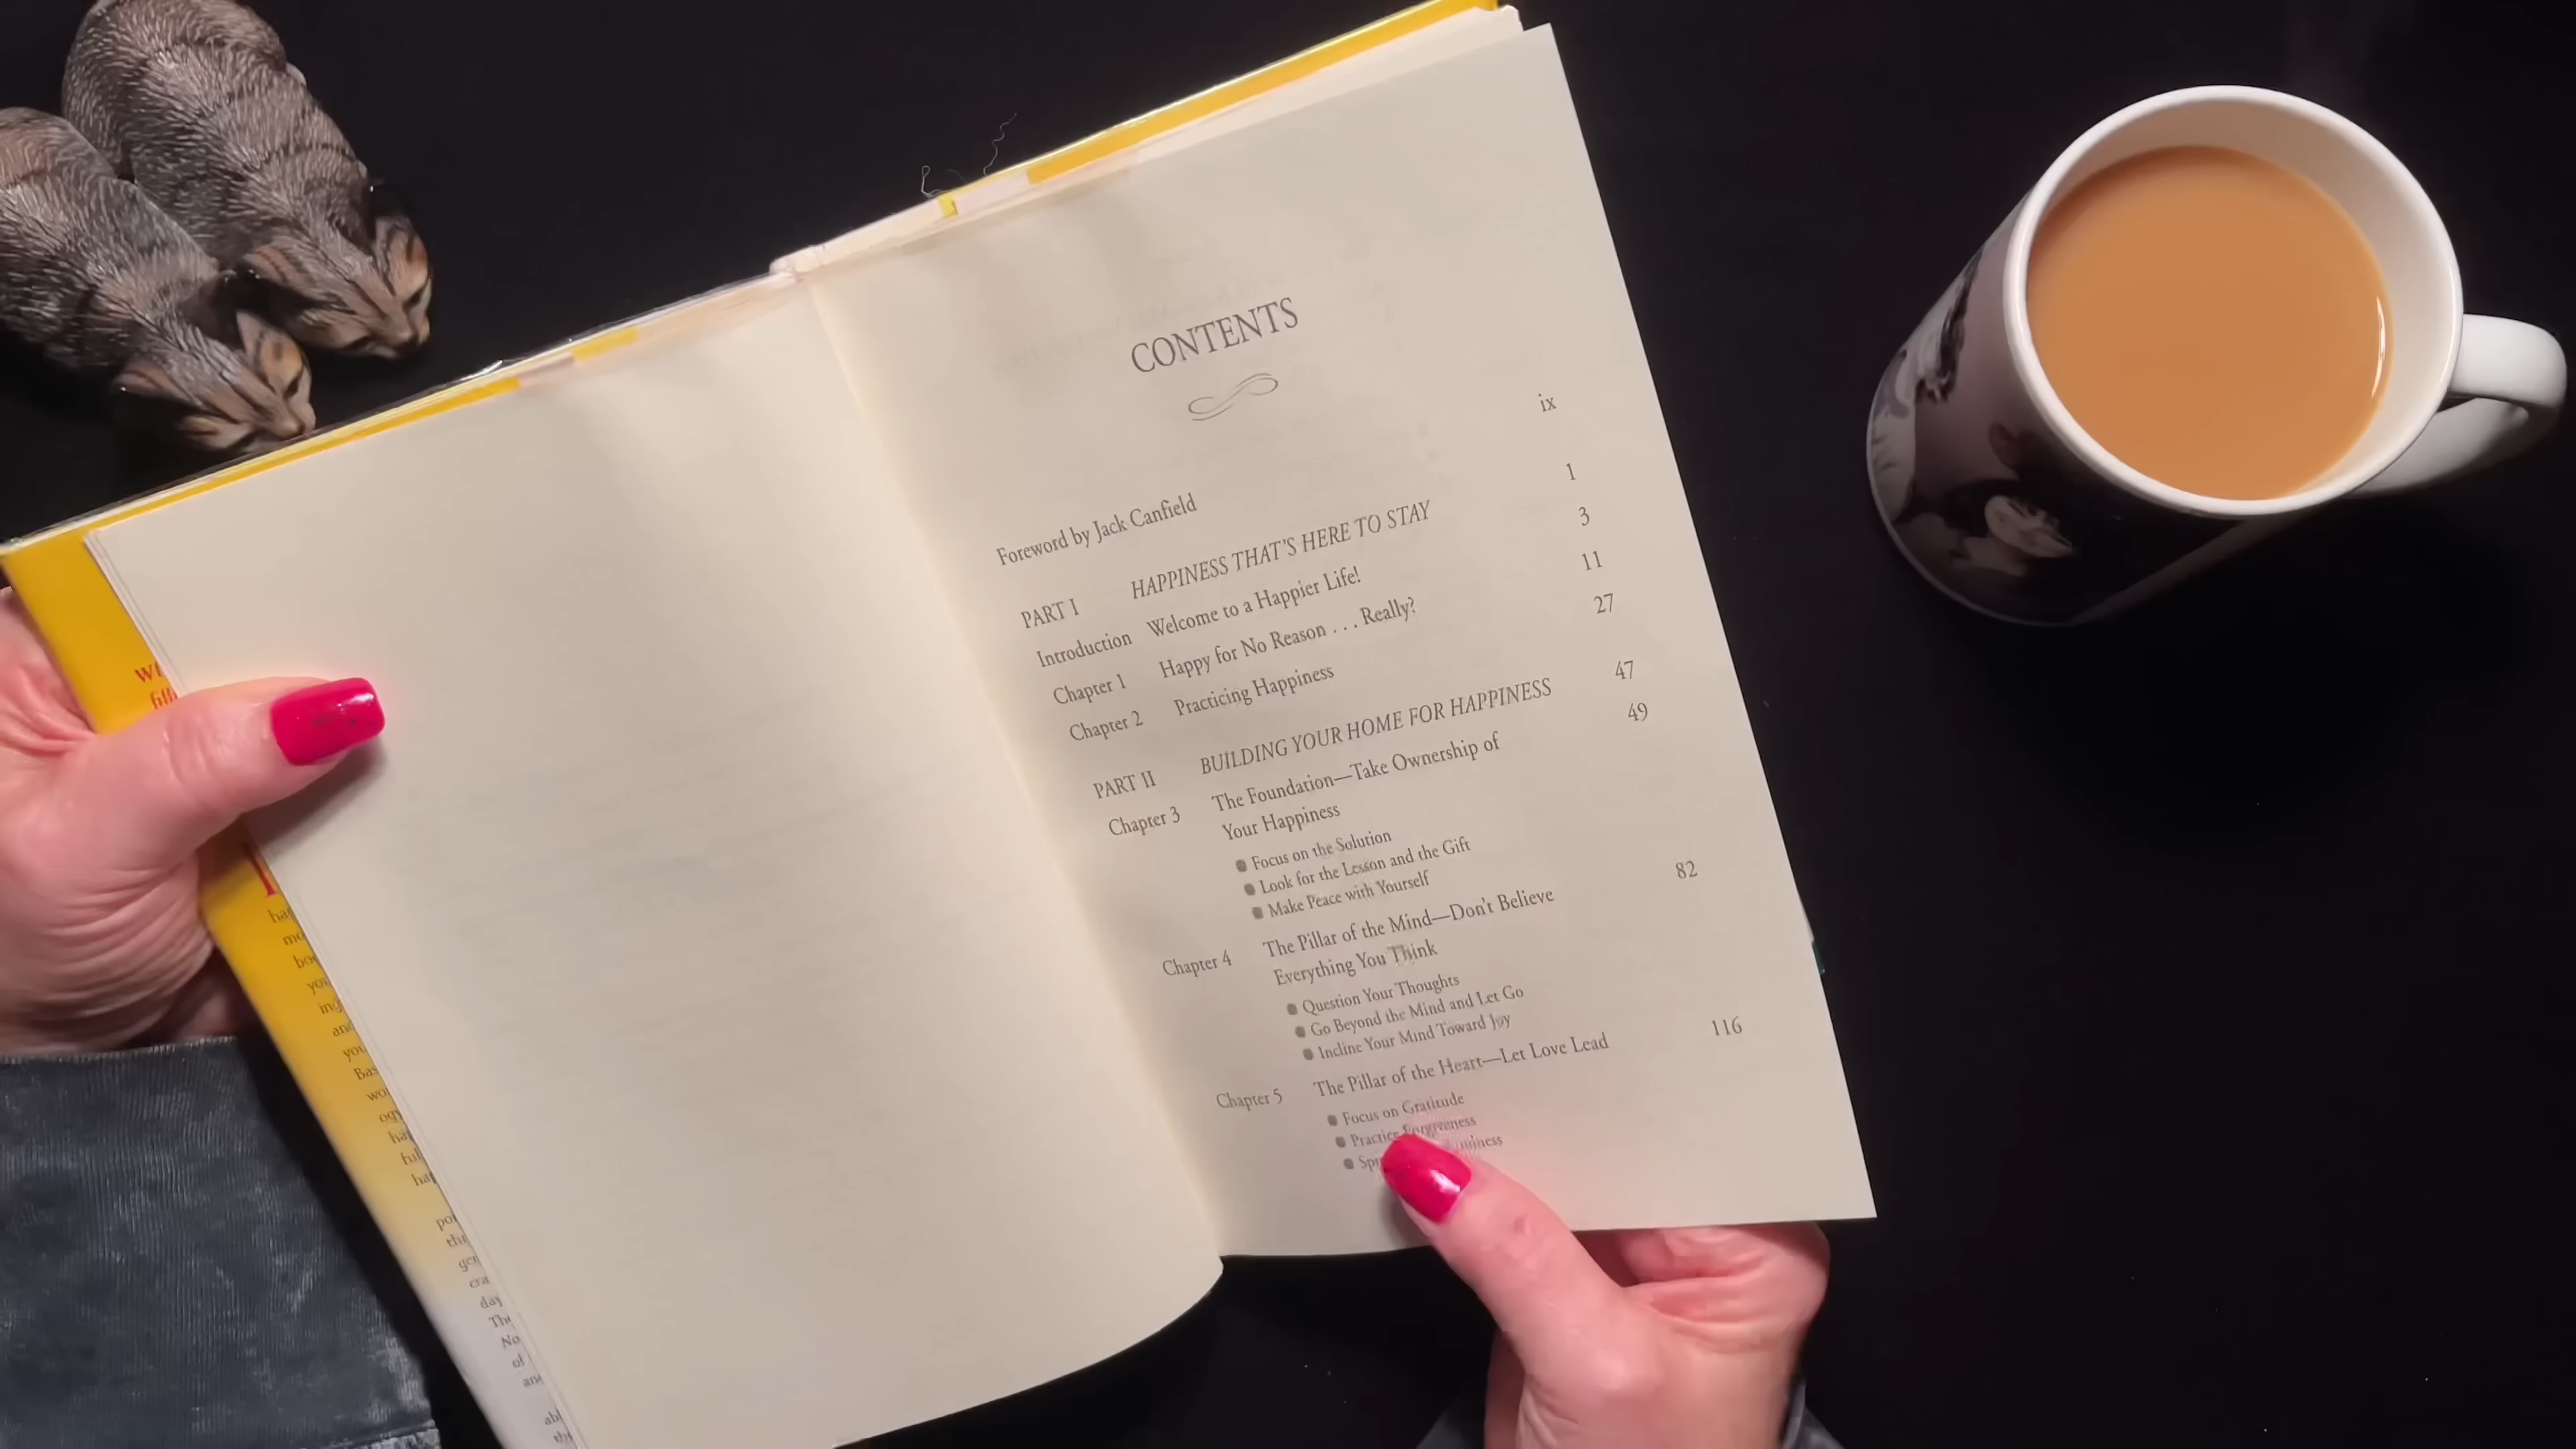 CONTENTS
Foreword by Jack Canfield ix
PART I HAPPINESS THAT'S HERE TO STAY 1
Introduction Welcome to a Happier Life! 3
Chapter 1 Happy for No Reason . . . Really? 11
Chapter 2 Practicing Happiness 27
PART II BUILDING YOUR HOME FOR HAPPINESS 47
Chapter 3 The Foundation—Take Ownership of 49
Your Happiness
Focus on the Solution
Look for the Lesson and the Gift
Make Peace with Yourself
Chapter 4 The Pillar of the Mind—Don't Believe 82
Everything You Think
Question Your Thoughts
Go Beyond the Mind and Let Go
Incline Your Mind Toward Joy
Chapter 5 The Pillar of the Heart—Let Love Lead 116
Focus on Gratitude
Practice Forgiveness